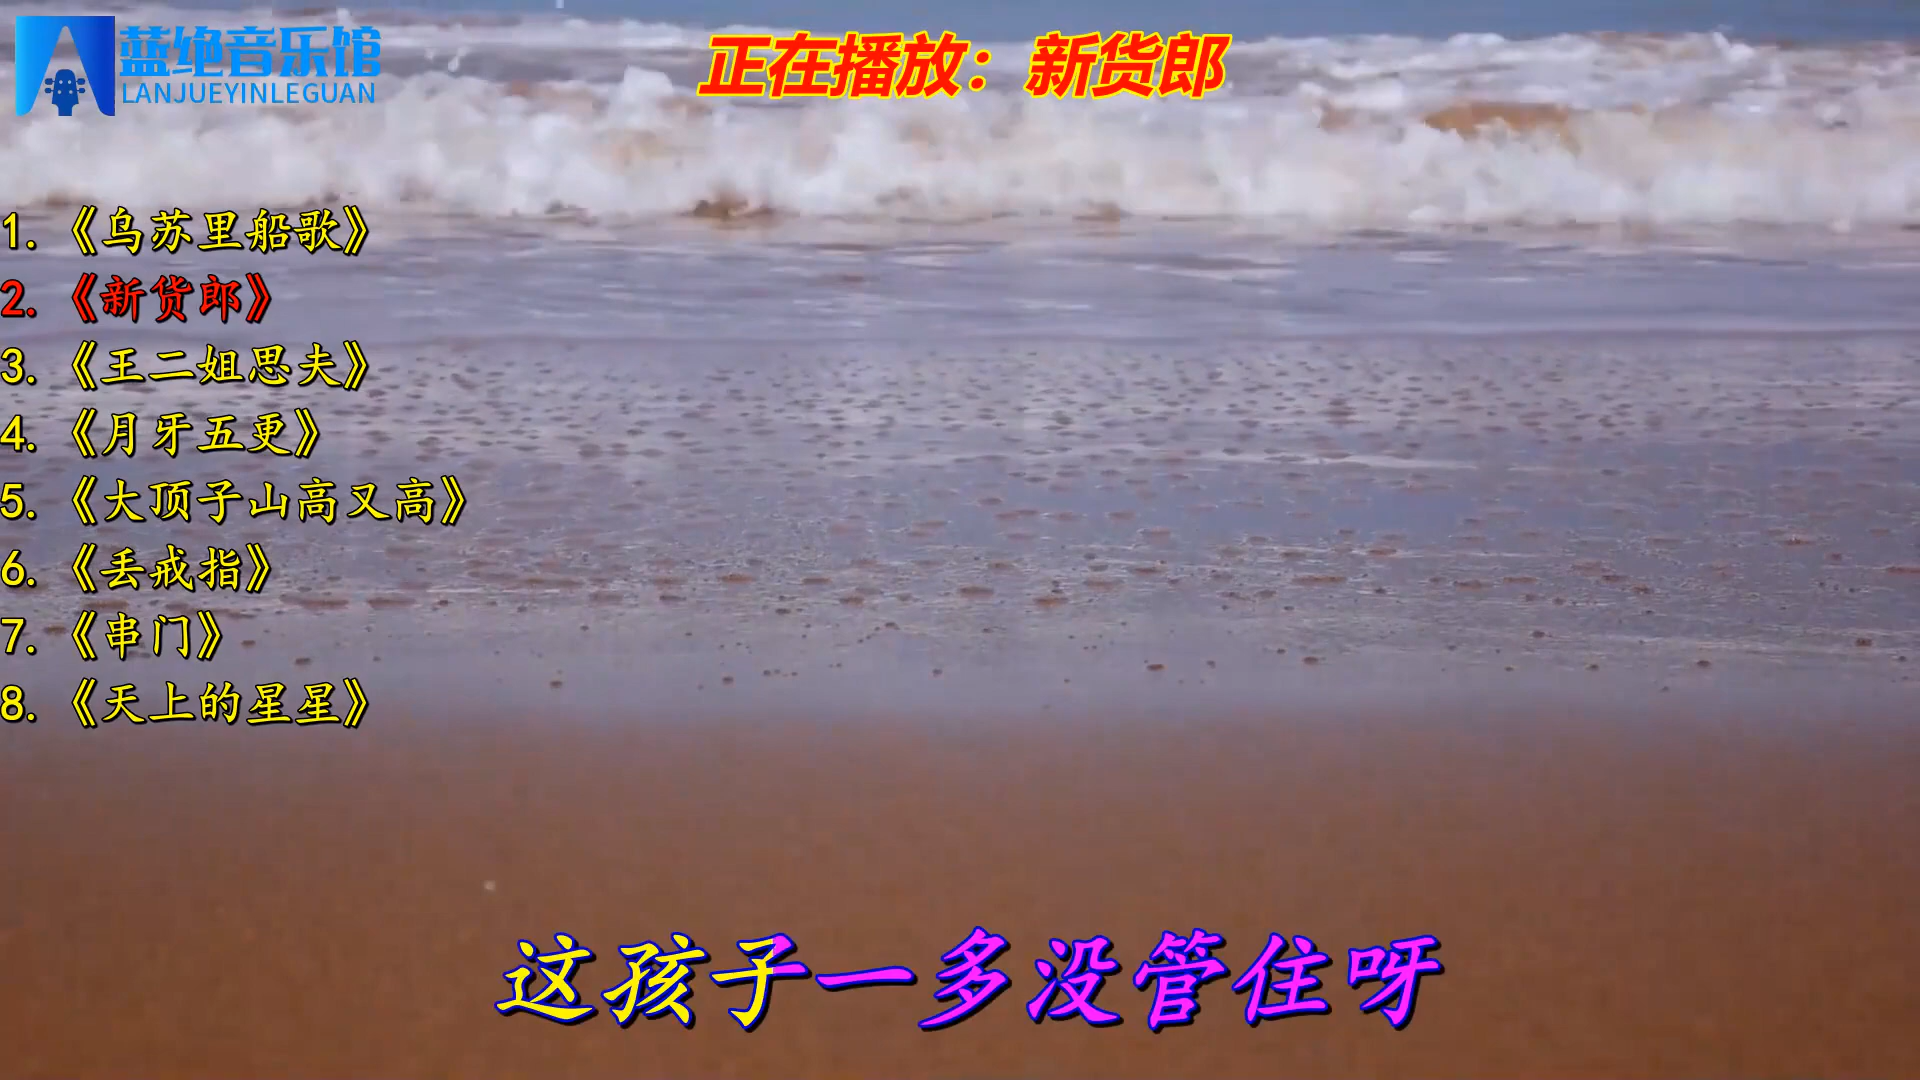 蓝绝音乐馆
LANJUEYINLEGUAN
正在播放：新货郎
1.《乌苏里船歌》
2.《新货郎》
3.《王二姐思夫》
4.《月牙五更》
5.《大顶子山高又高》
6.《丢戒指》
7.《串门》
8.《天上的星星》
这孩子一多没管住呀